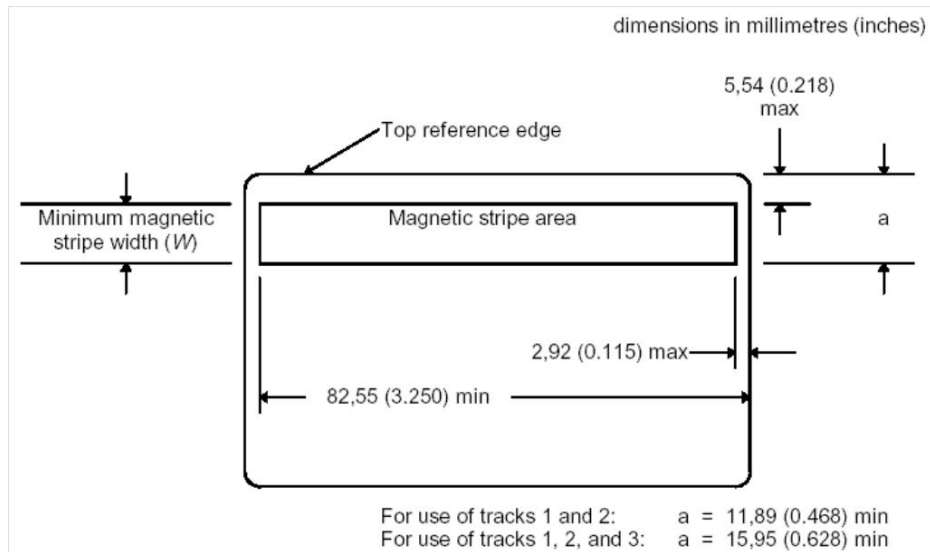 dimensions in millimetres (inches)
5,54 (0.218)
max
Top reference edge
Minimum magnetic
stripe width (W)
Magnetic stripe area
a
2,92 (0.115) max
82,55 (3.250) min
For use of tracks 1 and 2: a = 11,89 (0.468) min
For use of tracks 1, 2, and 3: a = 15,95 (0.628) min